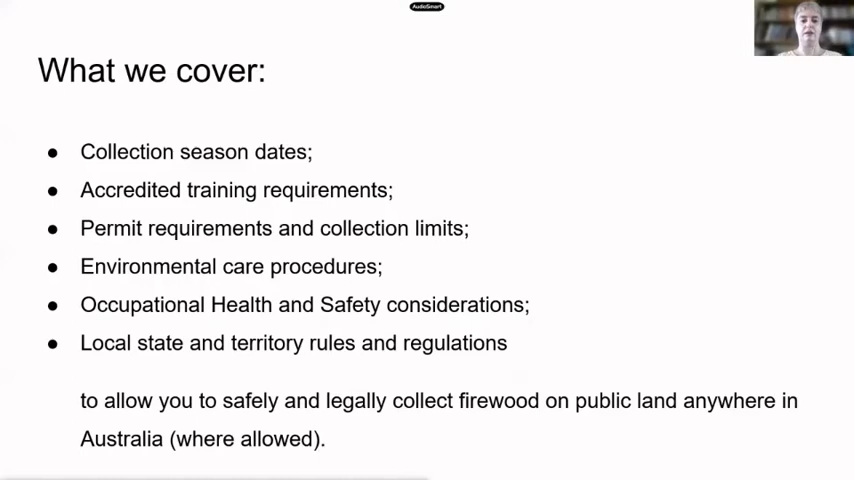 AudioSmart
What we cover:
● Collection season dates;
● Accredited training requirements;
● Permit requirements and collection limits;
● Environmental care procedures;
● Occupational Health and Safety considerations;
● Local state and territory rules and regulations
to allow you to safely and legally collect firewood on public land anywhere in
Australia (where allowed).